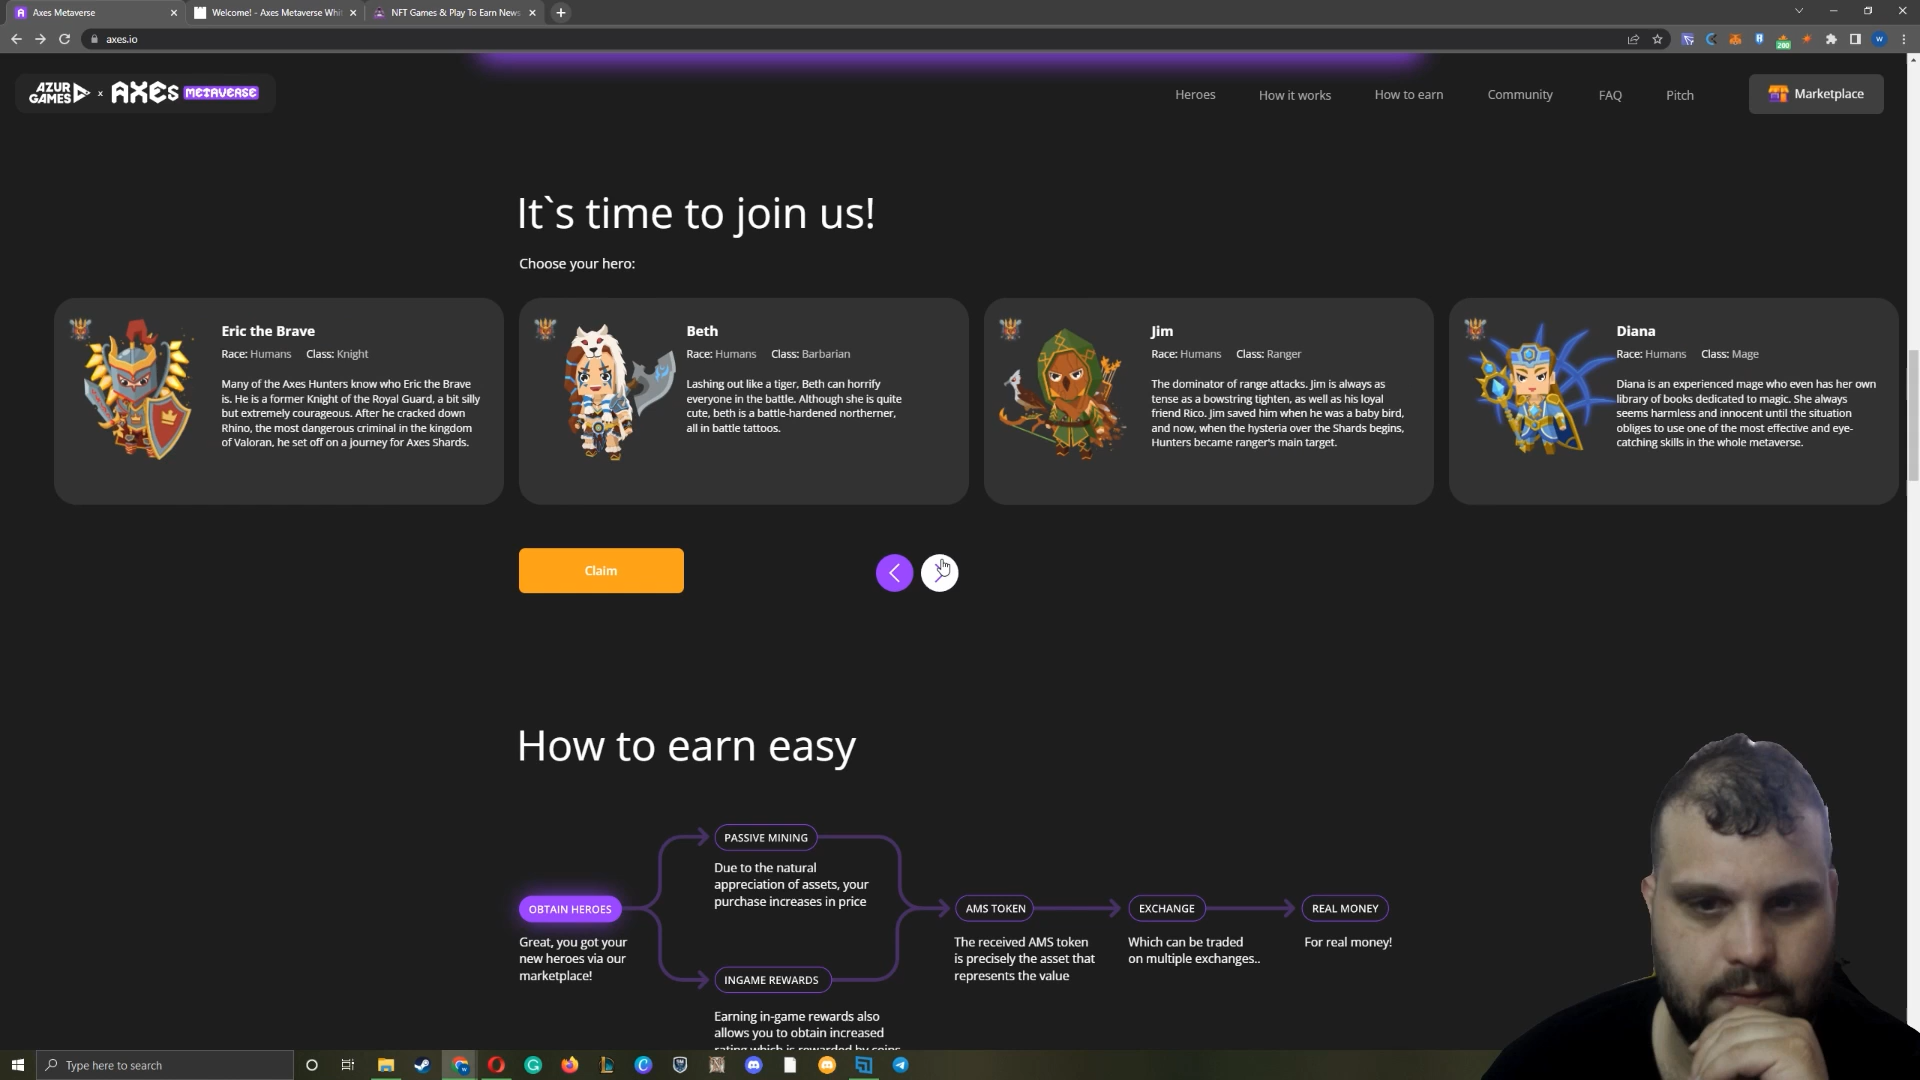 Axes Metaverse
Welcome! - Axes Metaverse Whit
NFT Games & Play To Earn News
axes.io
200
W
AZUR GAMES x AXES METAVERSE
Heroes
How it works
How to earn
Community
FAQ
Pitch
Marketplace
It`s time to join us!
Choose your hero:
Eric the Brave
Race: Humans Class: Knight
Many of the Axes Hunters know who Eric the Brave
is. He is a former Knight of the Royal Guard, a bit silly
but extremely courageous. After he cracked down
Rhino, the most dangerous criminal in the kingdom
of Valoran, he set off on a journey for Axes Shards.
Beth
Race: Humans Class: Barbarian
Lashing out like a tiger, Beth can horrify
everyone in the battle. Although she is quite
cute, beth is a battle-hardened northerner,
all in battle tattoos.
Jim
Race: Humans Class: Ranger
The dominator of range attacks. Jim is always as
tense as a bowstring tighten, as well as his loyal
friend Rico. Jim saved him when he was a baby bird,
and now, when the hysteria over the Shards begins,
Hunters became ranger's main target.
Diana
Race: Humans Class: Mage
Diana is an experienced mage who even has her own
library of books dedicated to magic. She always
seems harmless and innocent until the situation
obliges to use one of the most effective and eye-
catching skills in the whole metaverse.
Claim
How to earn easy
PASSIVE MINING
Due to the natural
appreciation of assets, your
purchase increases in price
OBTAIN HEROES
Great, you got your
new heroes via our
marketplace!
AMS TOKEN
The received AMS token
is precisely the asset that
represents the value
EXCHANGE
Which can be traded
on multiple exchanges..
REAL MONEY
For real money!
INGAME REWARDS
Earning in-game rewards also
allows you to obtain increased
rating which is rewarded by coins
Type here to search